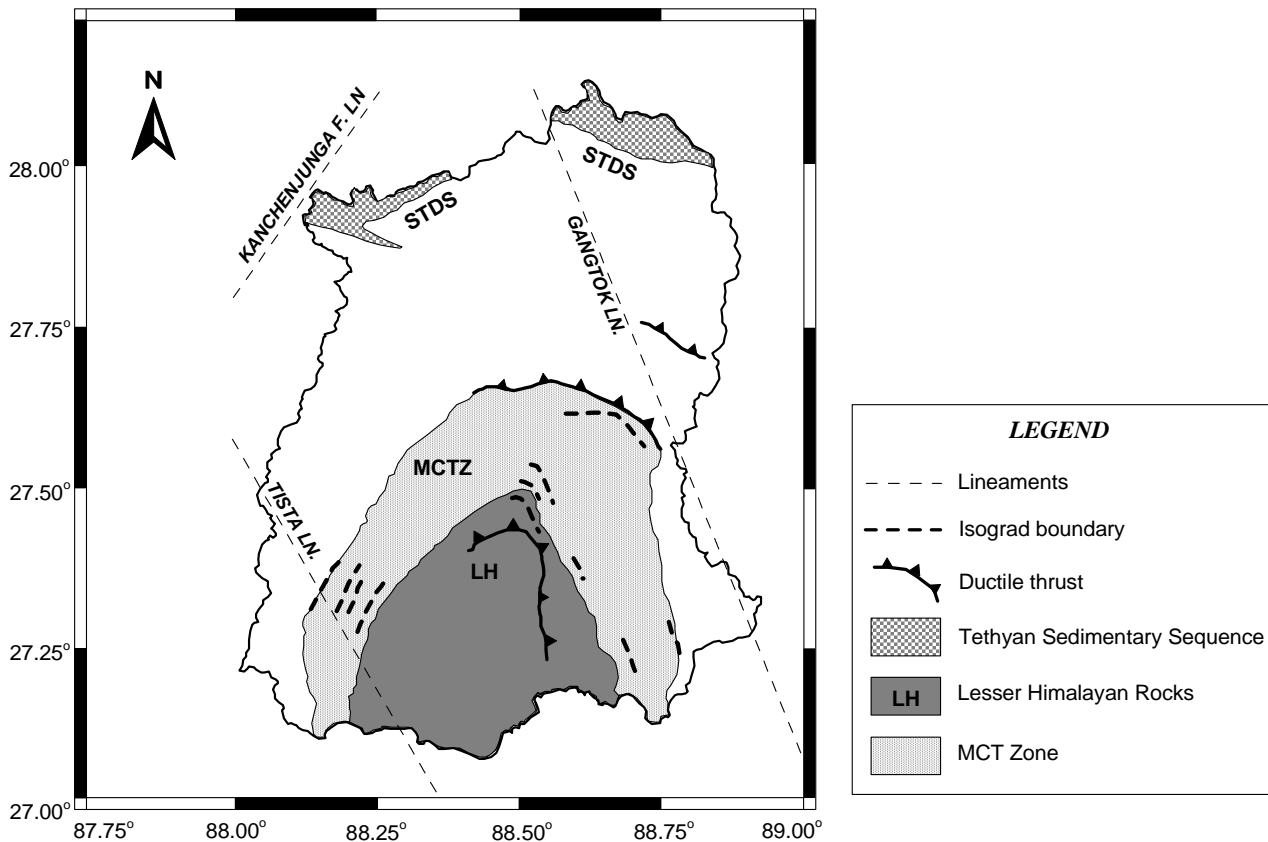 N
KANCHENJUNGA F. LN
STDS
STDS
GANGTOK LN.
MCTZ
TISTA LN.
LH
28.00°
27.75°
27.50°
27.25°
27.00°
87.75°
88.00°
88.25°
88.50°
88.75°
89.00°
LEGEND
Lineaments
Isograd boundary
Ductile thrust
Tethyan Sedimentary Sequence
LH
Lesser Himalayan Rocks
MCT Zone